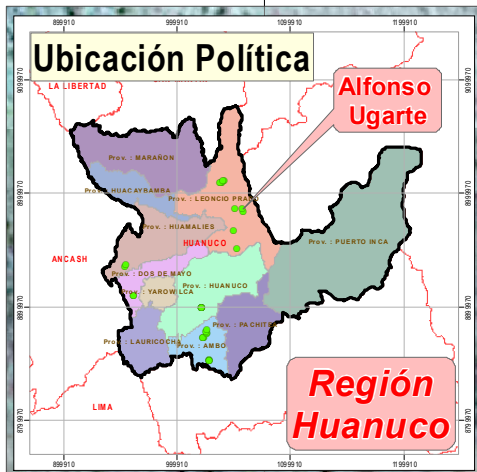 899910 999910 1099910 1199910
Ubicación Política
9099970 9099970
LA LIBERTAD
Alfonso
Ugarte
Prov. : MARAÑON
8999970 8999970
Prov. : HUACAYBAMBA
Prov. : LEONCIO PRADO
Prov. : HUAMALIES
HUANUCO
Prov. : PUERTO INCA
ANCASH
Prov. : DOS DE MAYO
Prov. : YAROWILCA
Prov. : HUANUCO
8899970 8899970
Prov. : PACHITEA
Prov. : LAURICOCHA
Prov. : AMBO
Región
Huanuco
LIMA
8799970 8799970
899910 999910 1099910 1199910